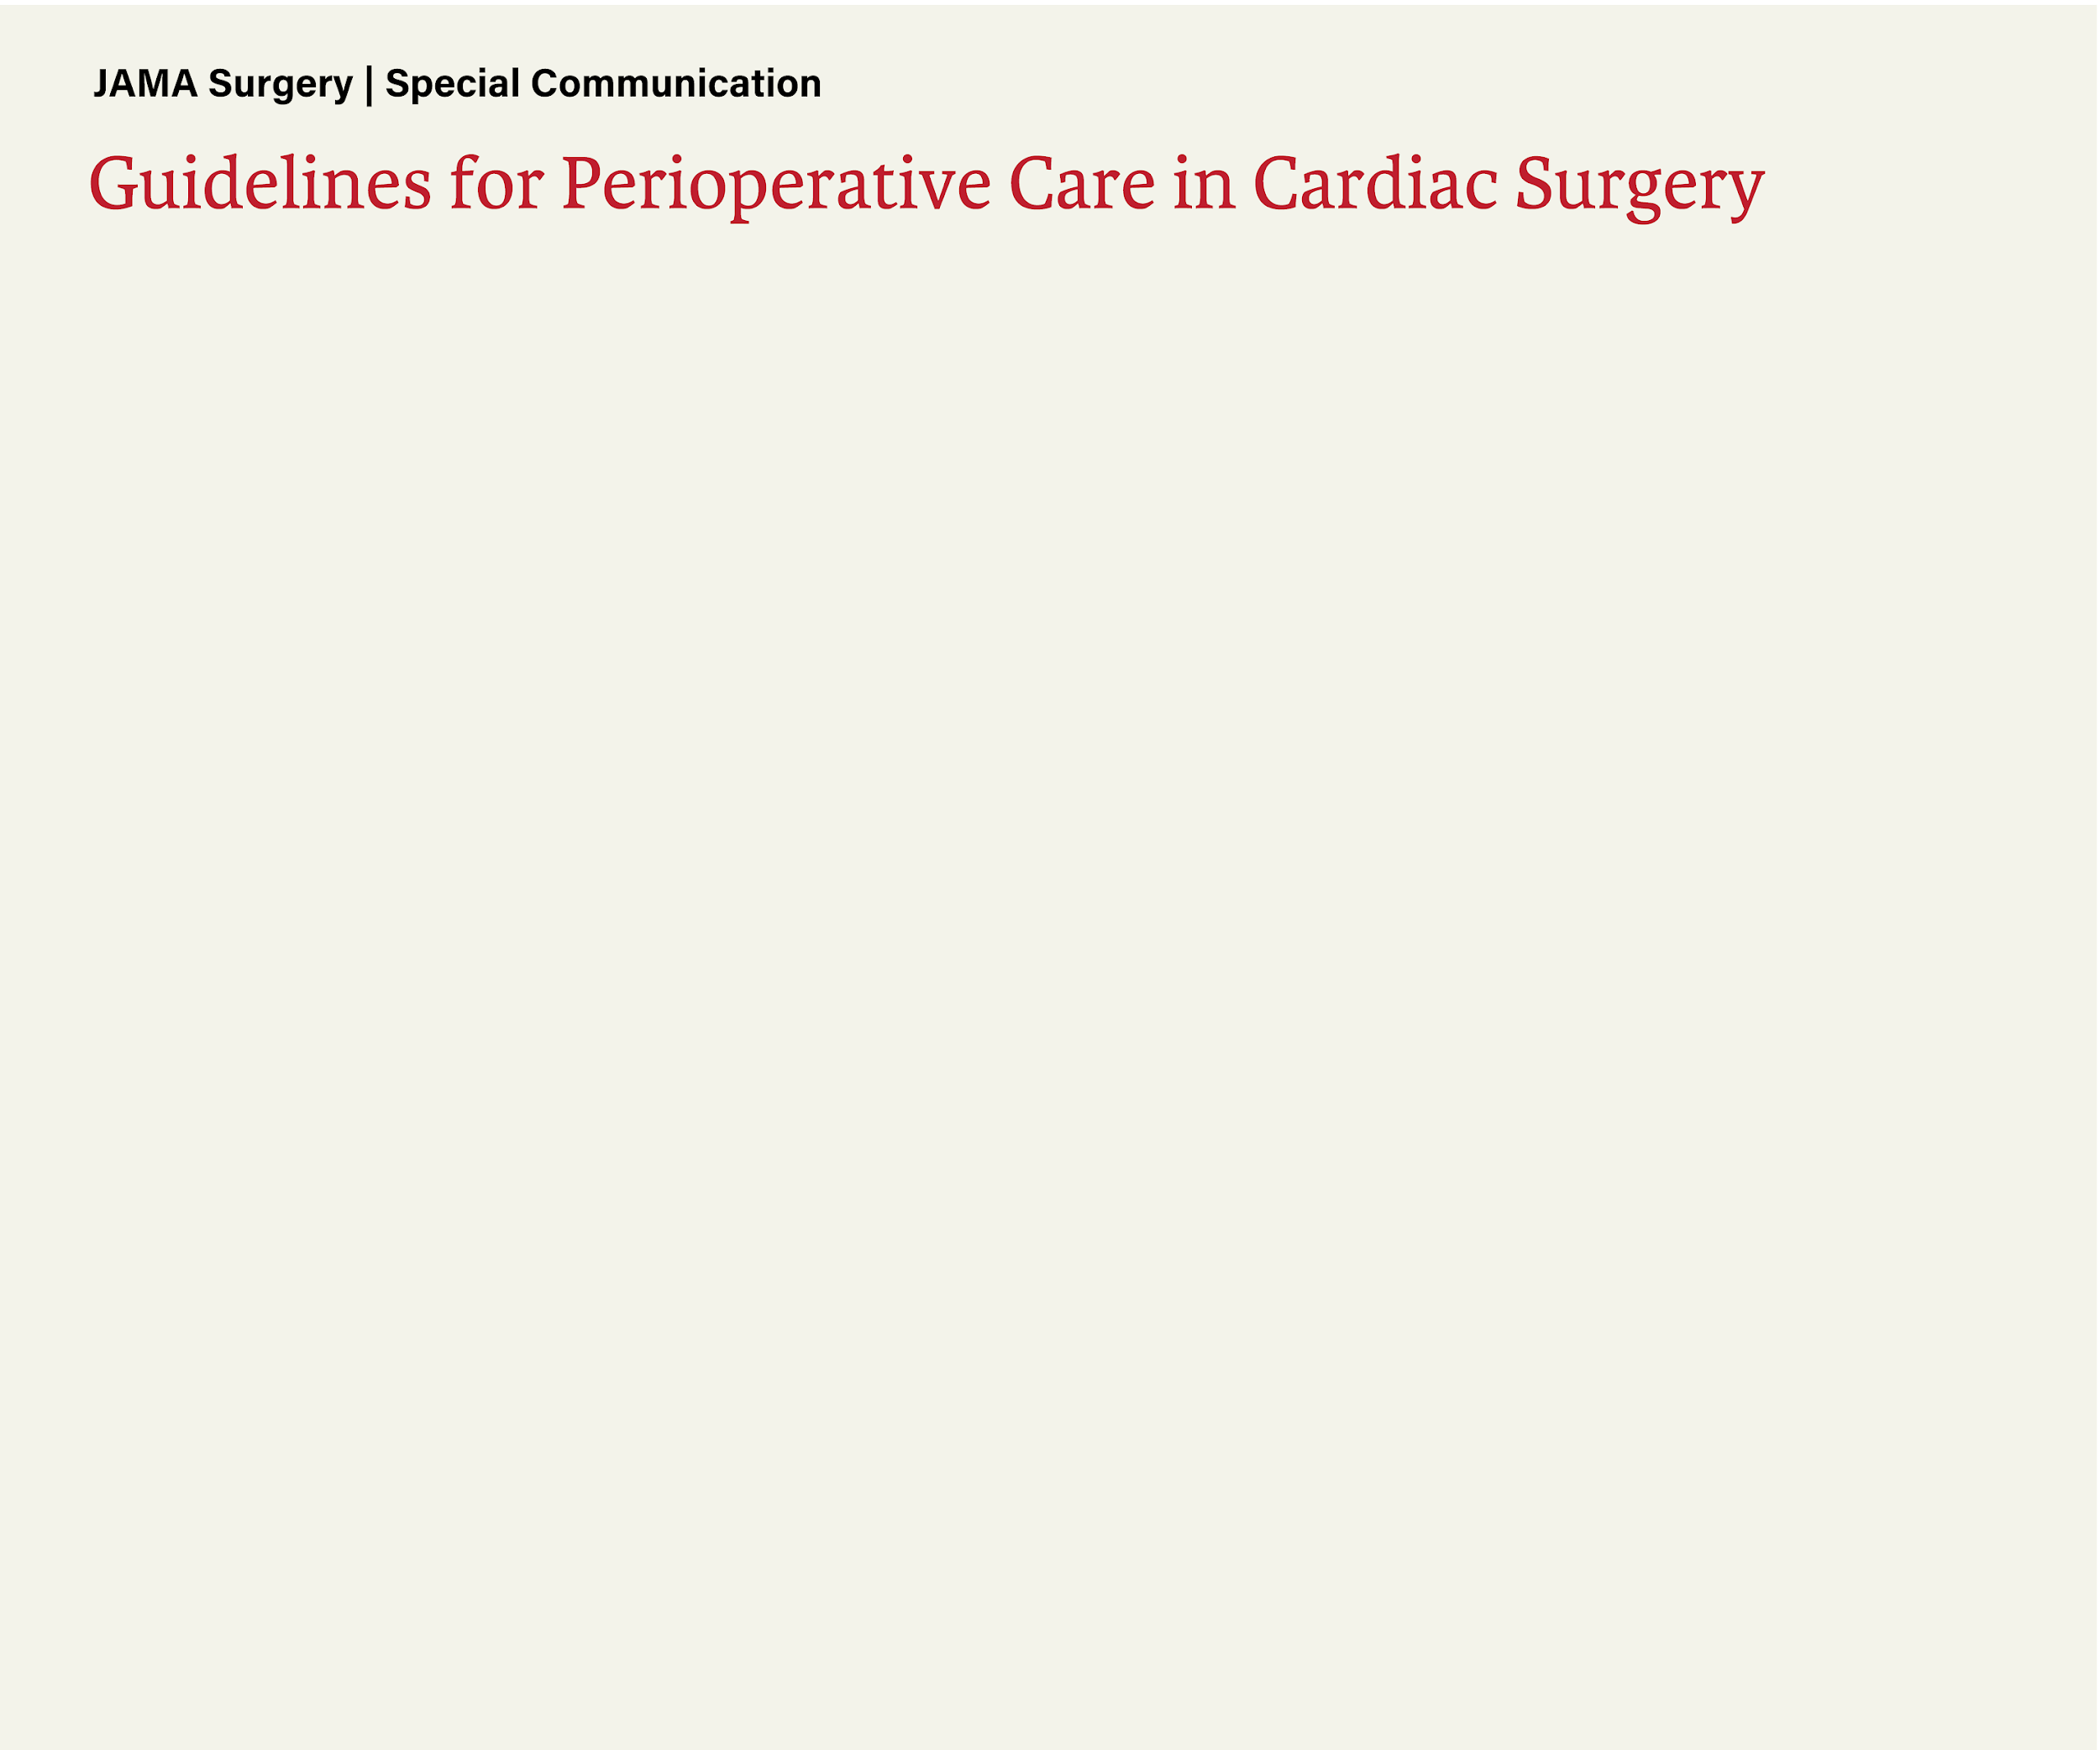 JAMA Surgery | Special Communication
Guidelines for Perioperative Care in Cardiac Surgery